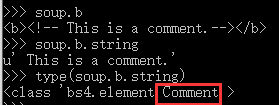 >>> soup.b
<b><!-- This is a comment.--></b>
>>> soup.b.string
u' This is a comment.'
>>> type(soup.b.string)
<class 'bs4.element.Comment'>